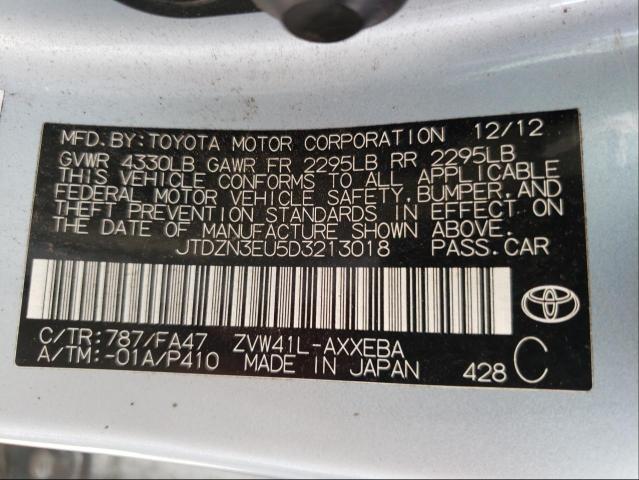 MFD.BY:TOYOTA MOTOR CORPORATION 12/12
GVWR 4330LB GAWR FR 2295LB RR 2295LB
THIS VEHICLE CONFORMS TO ALL APPLICABLE
FEDERAL MOTOR VEHICLE SAFETY,BUMPER,AND
THEFT PREVENTION STANDARDS IN EFFECT ON
THE DATE OF MANUFACTURE SHOWN ABOVE.
JTDZN3EU5D3213018 PASS.CAR
C/TR:787/FA47 ZVW41L-AXXEBA
A/TM:-01A/P410 MADE IN JAPAN 428 C